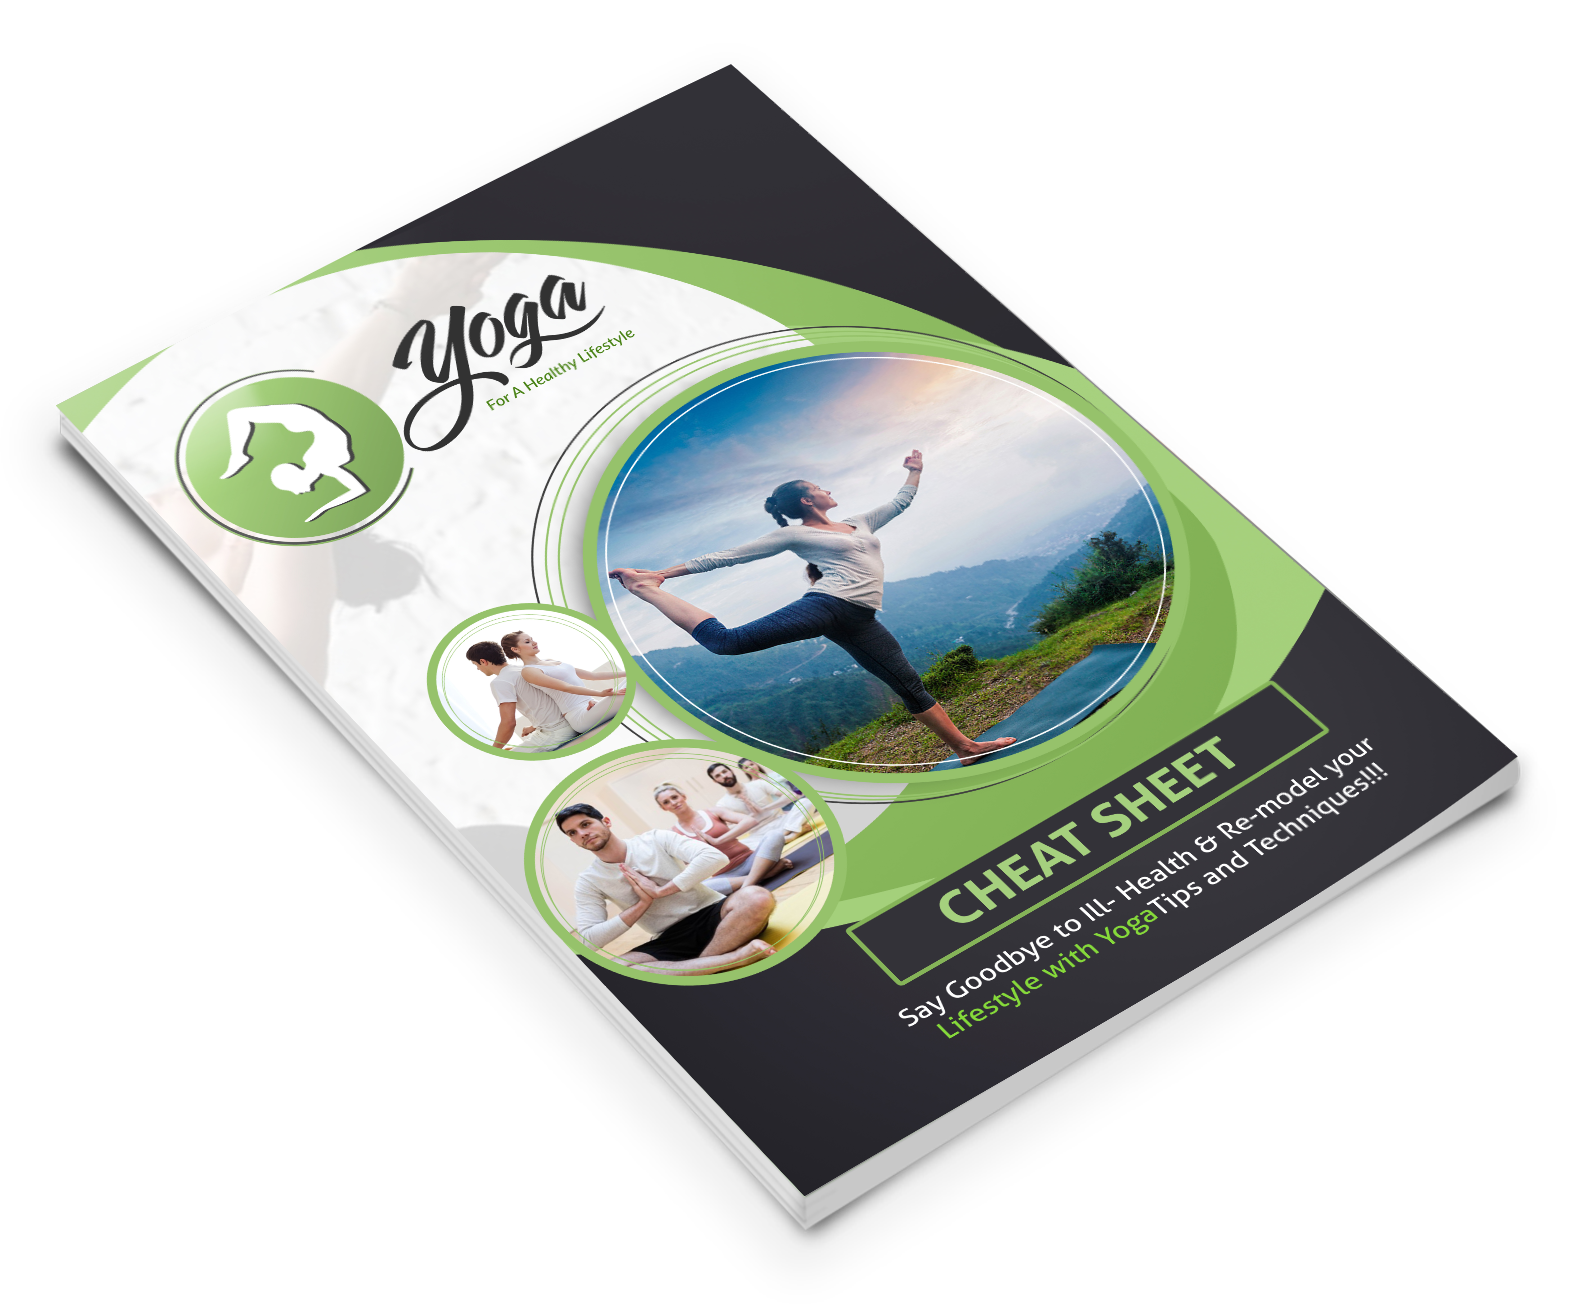 Yoga
For A Healthy Lifestyle
CHEAT SHEET
Say Goodbye to Ill- Health & Re-model your
Lifestyle with YogaTips and Techniques!!!